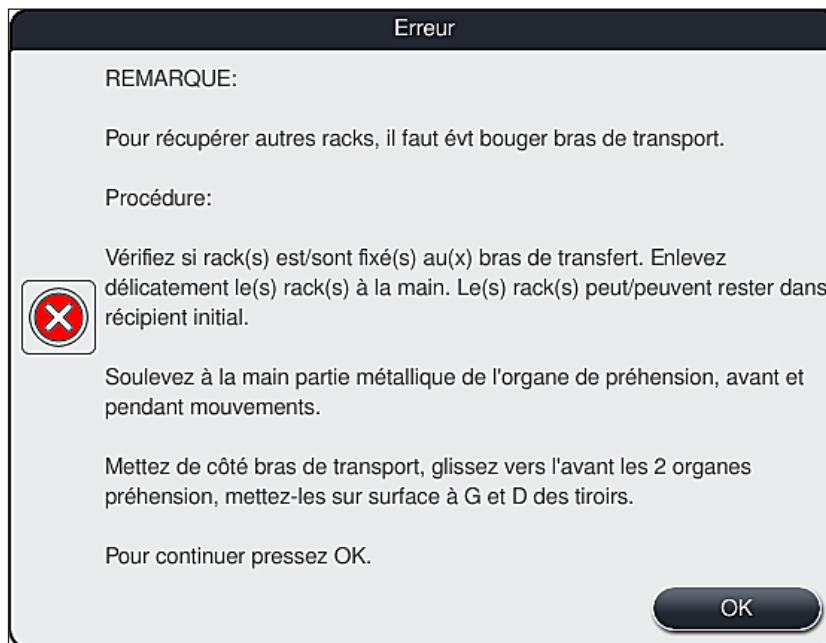 Erreur
REMARQUE:
Pour récupérer autres racks, il faut évt bouger bras de transport.
Procédure:
Vérifiez si rack(s) est/sont fixé(s) au(x) bras de transfert. Enlevez
délicatement le(s) rack(s) à la main. Le(s) rack(s) peut/peuvent rester dans
récipient initial.
Soulevez à la main partie métallique de l'organe de préhension, avant et
pendant mouvements.
Mettez de côté bras de transport, glissez vers l'avant les 2 organes
préhension, mettez-les sur surface à G et D des tiroirs.
Pour continuer pressez OK.
OK